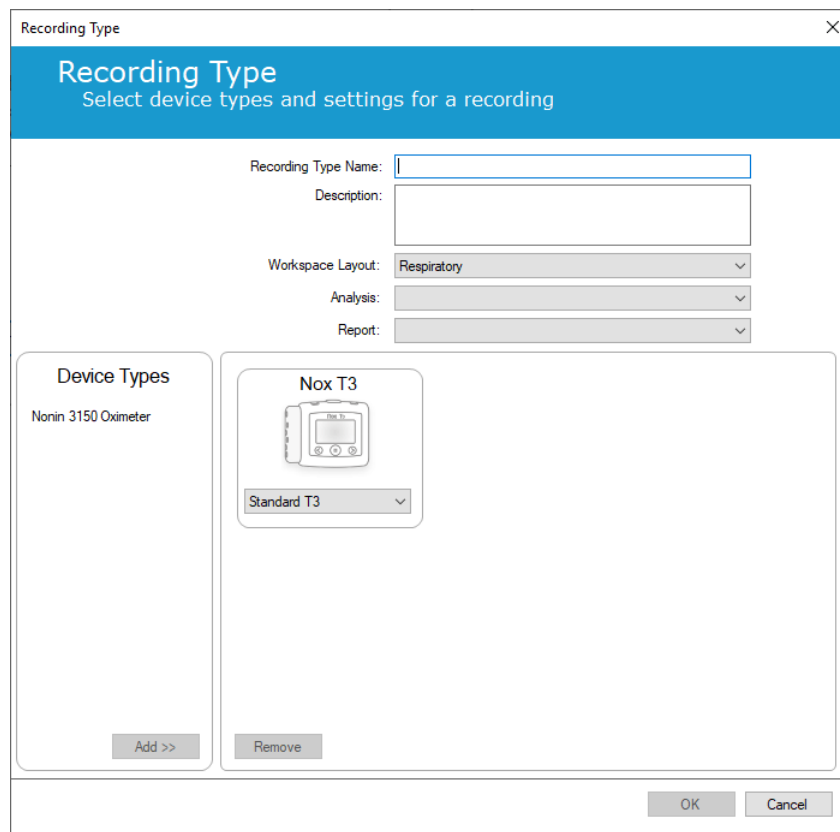 Recording Type
Recording Type
Select device types and settings for a recording
Recording Type Name:
Description:
Workspace Layout: Respiratory
Analysis:
Report:
Device Types
Nonin 3150 Oximeter
Add >>
Nox T3
Standard T3
Remove
OK Cancel